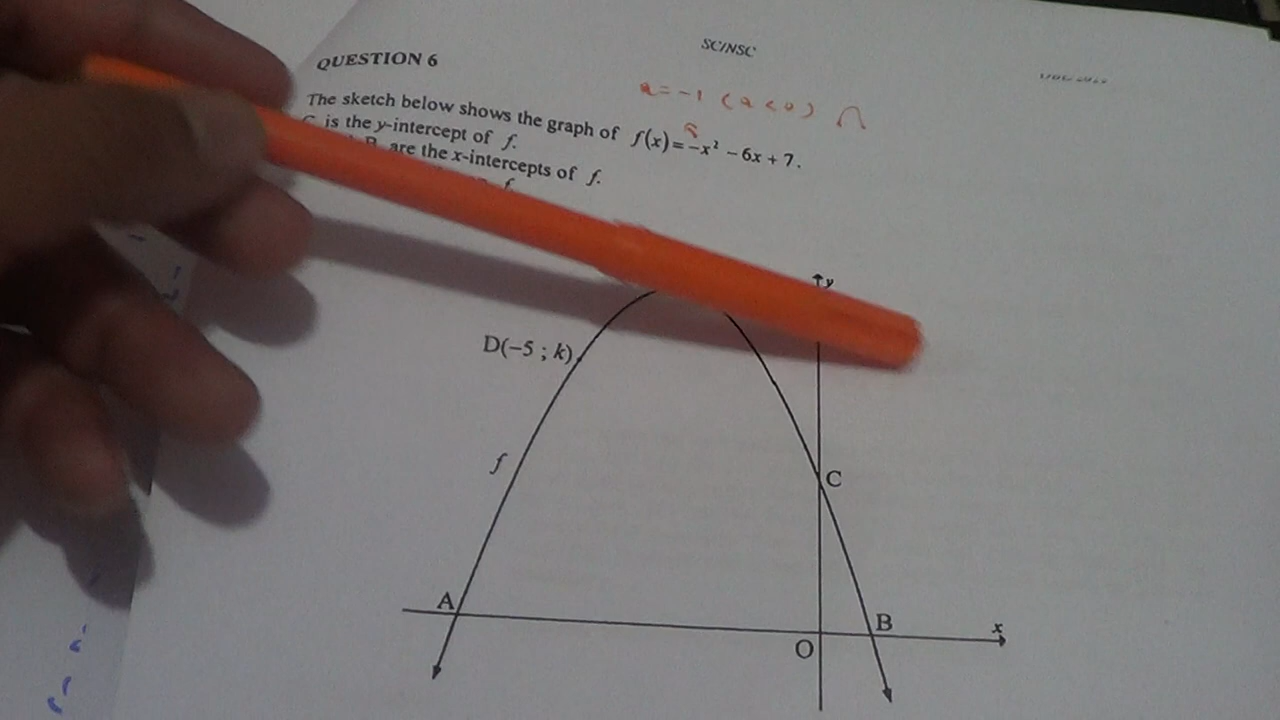 SC/NSC
QUESTION 6
a = -1 (a < 0)
The sketch below shows the graph of f(x) = -x² - 6x + 7.
is the y-intercept of f.
B are the x-intercepts of f.
f
y
D(-5 ; k)
f
C
A
B
x
O